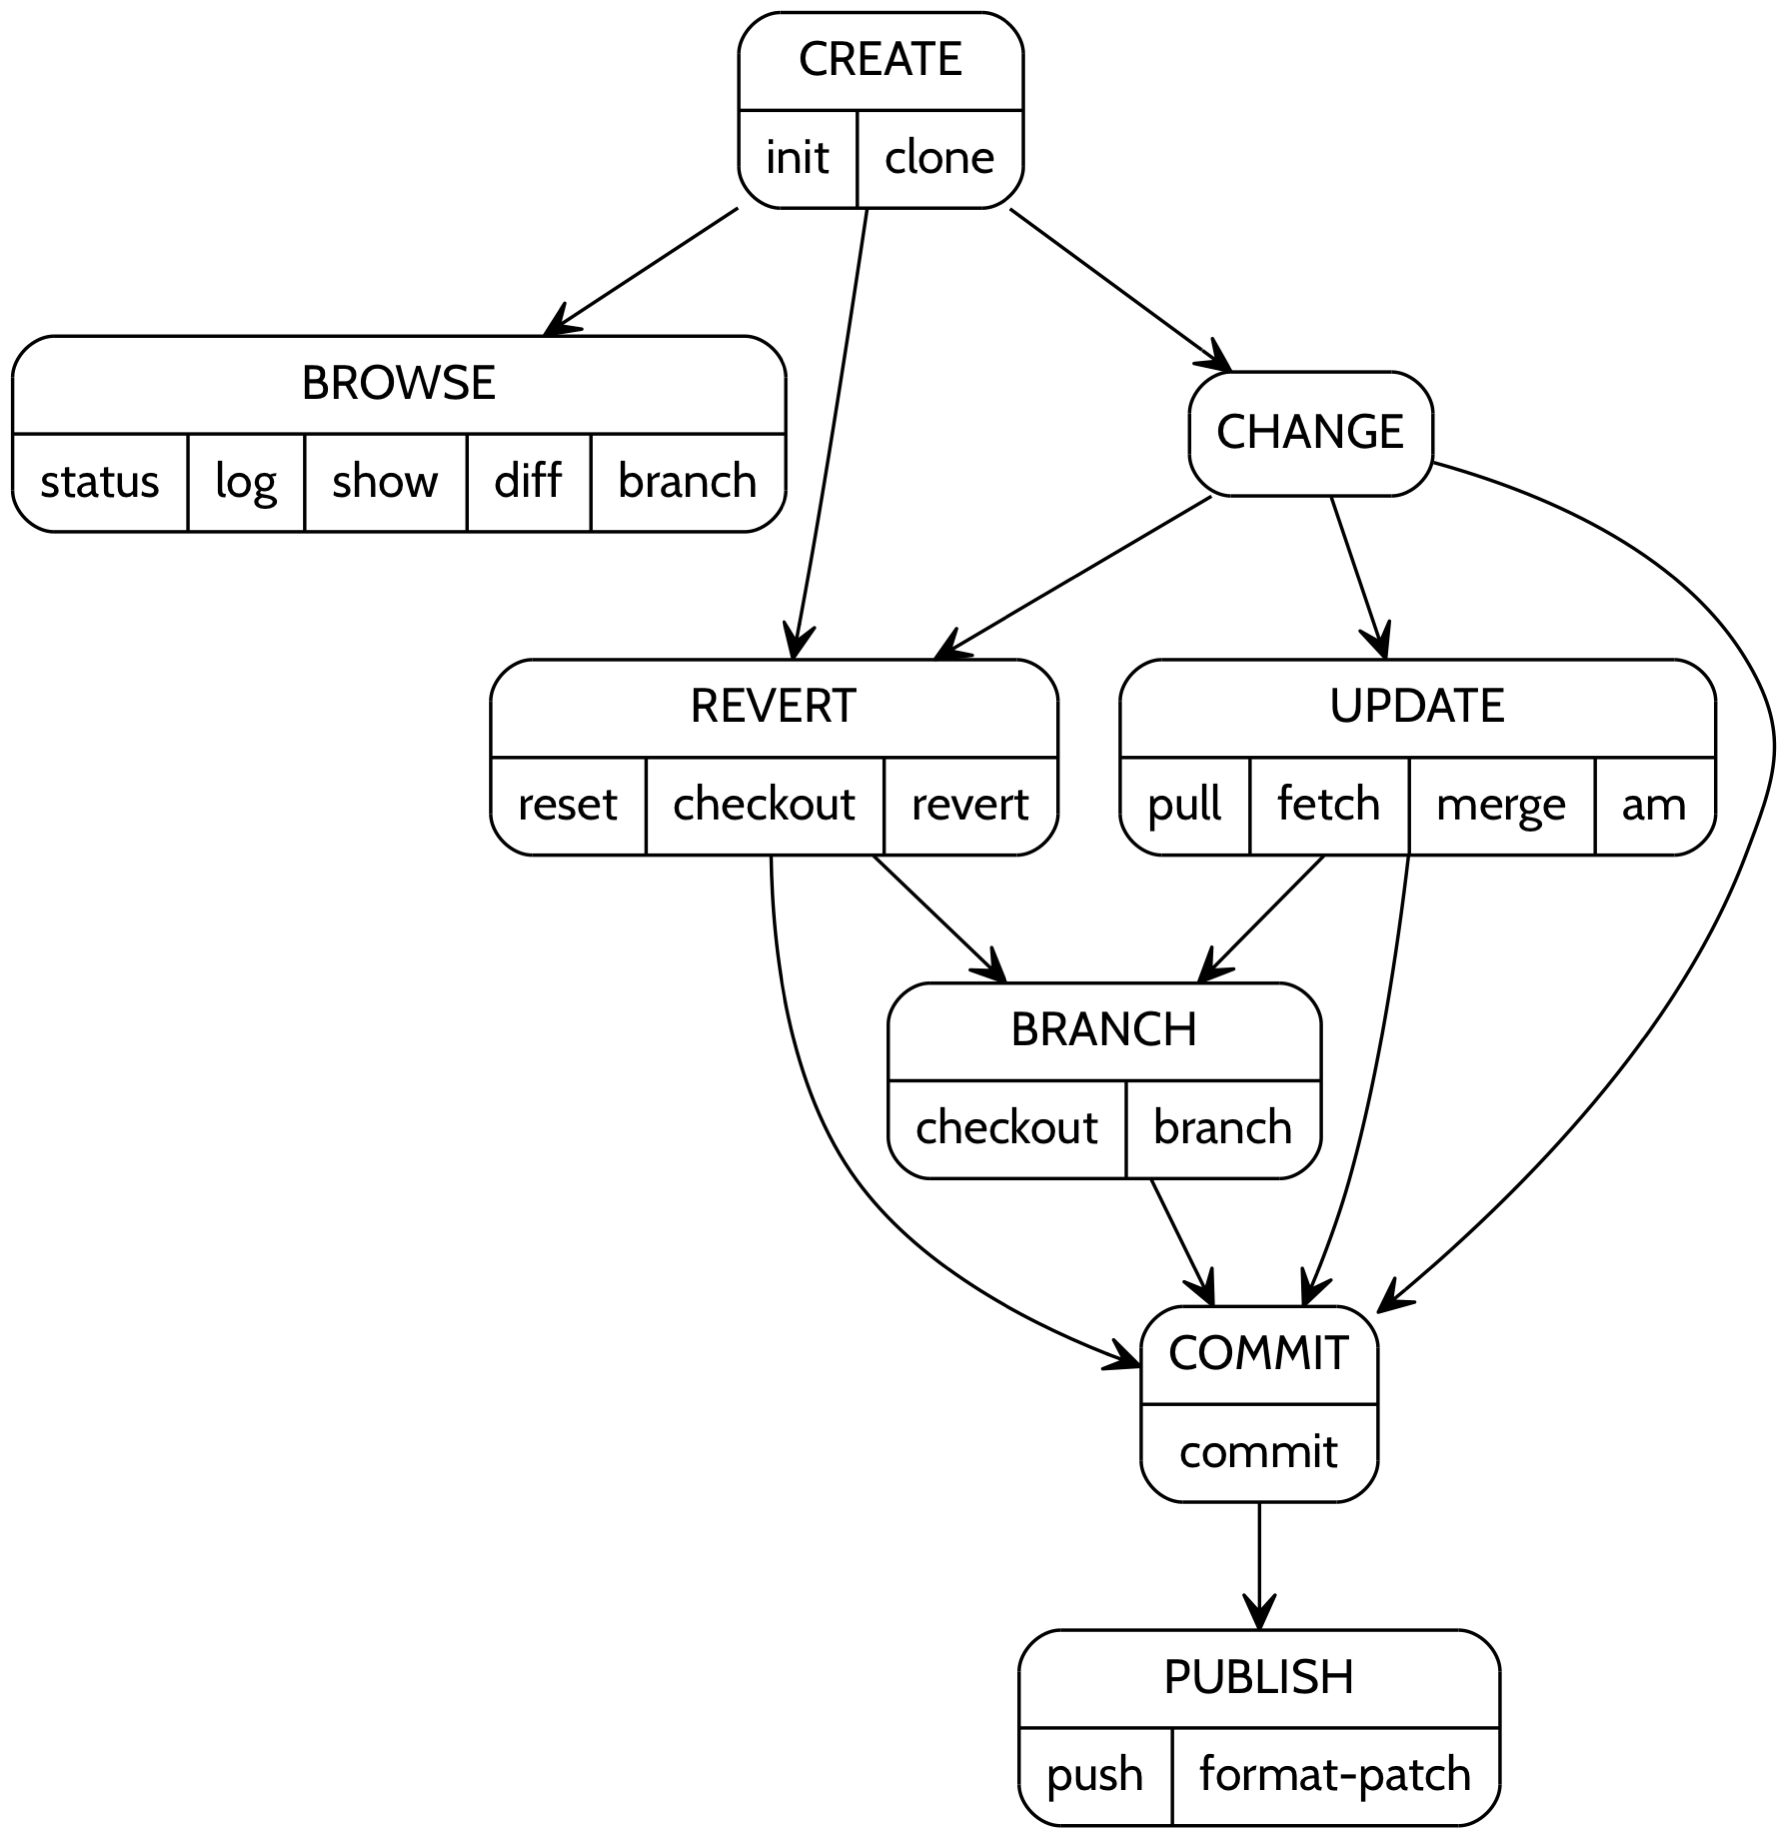 CREATE
init clone
BROWSE
status log show diff branch
CHANGE
REVERT
reset checkout revert
UPDATE
pull fetch merge am
BRANCH
checkout branch
COMMIT
commit
PUBLISH
push format-patch